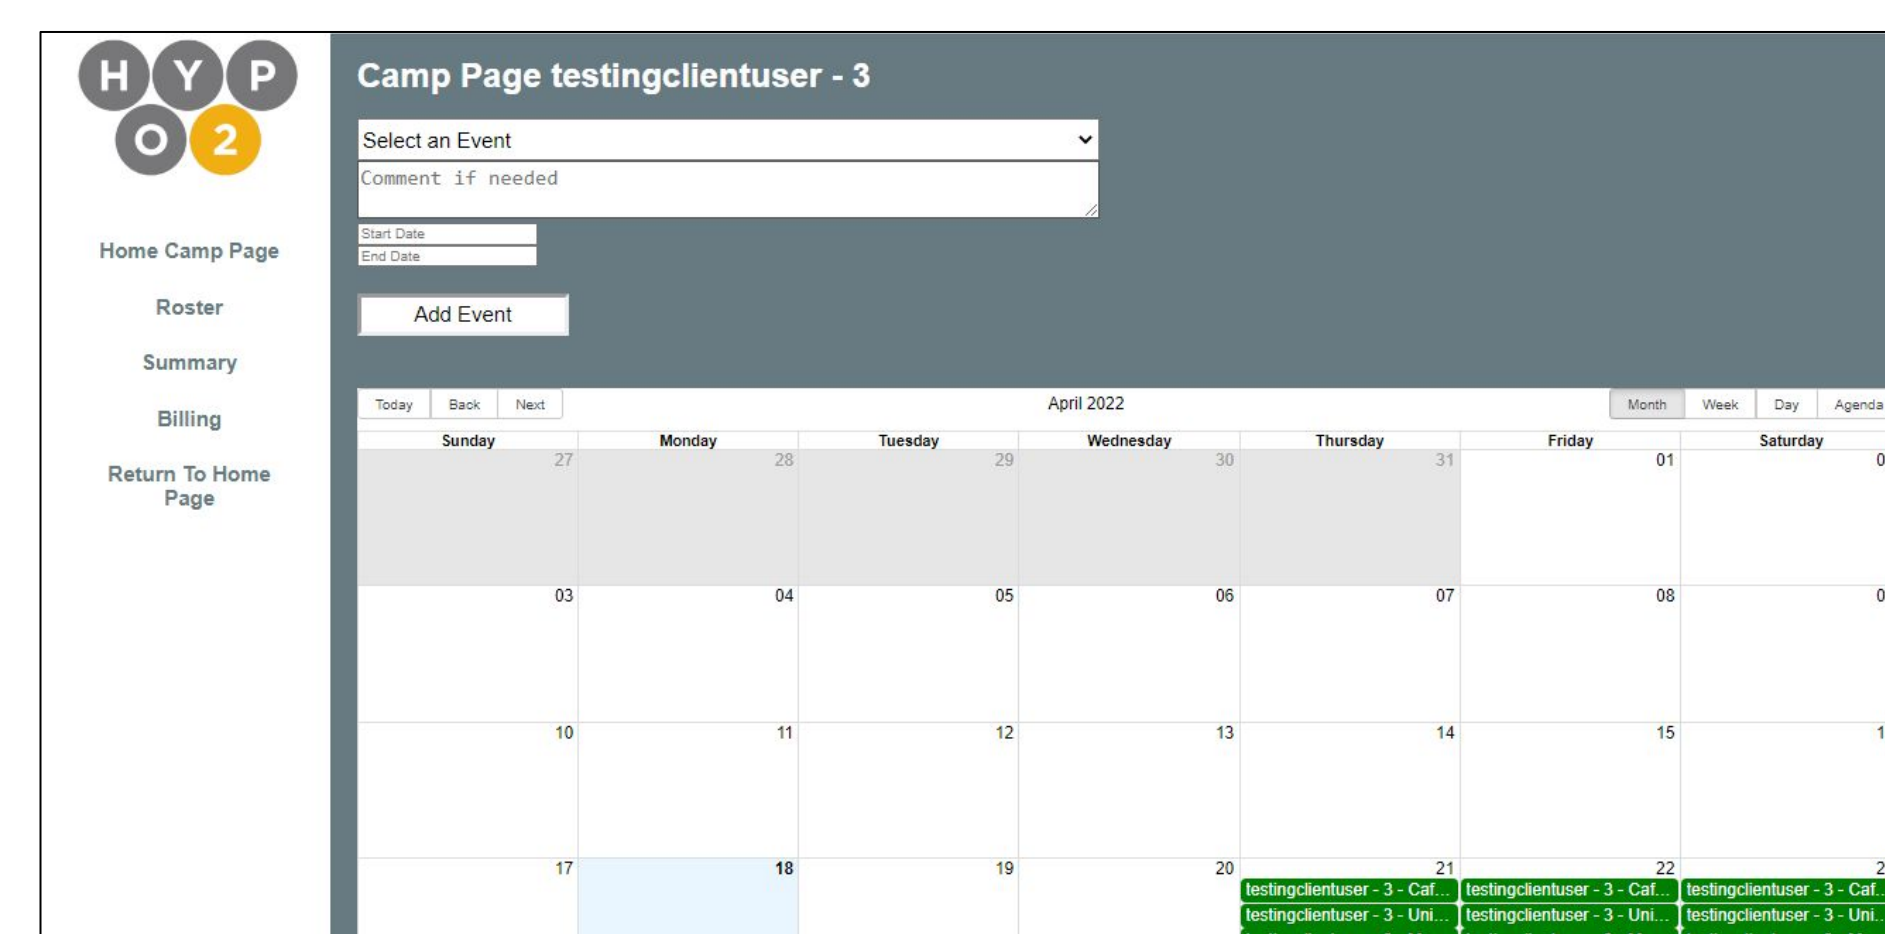 H Y P
O 2
Home Camp Page
Roster
Summary
Billing
Return To Home
Page
Camp Page testingclientuser - 3
Select an Event
Comment if needed
Start Date
End Date
Add Event
Today Back Next April 2022 Month Week Day Agenda
Sunday Monday Tuesday Wednesday Thursday Friday Saturday
27 28 29 30 31 01
03 04 05 06 07 08
10 11 12 13 14 15
17 18 19 20 21 22
testingclientuser - 3 - Caf... testingclientuser - 3 - Caf... testingclientuser - 3 - Caf...
testingclientuser - 3 - Uni... testingclientuser - 3 - Uni... testingclientuser - 3 - Uni...